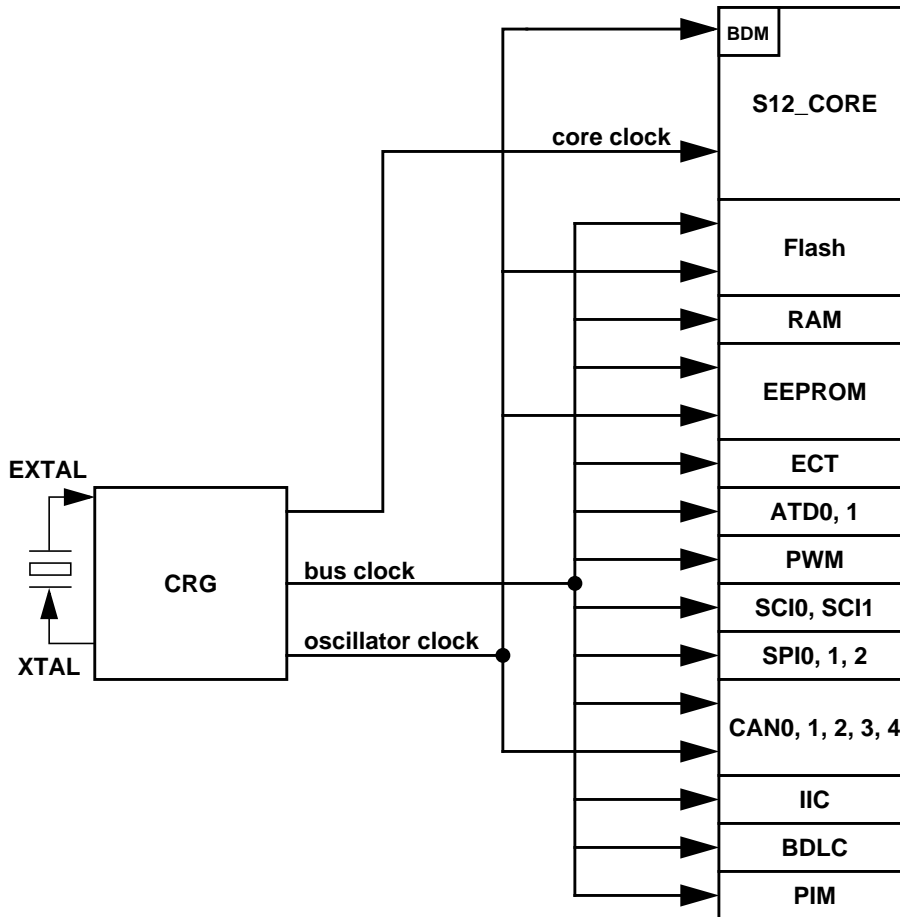 BDM
S12_CORE
core clock
Flash
RAM
EEPROM
EXTAL
ECT
ATD0, 1
PWM
CRG
bus clock
SCI0, SCI1
oscillator clock
SPI0, 1, 2
XTAL
CAN0, 1, 2, 3, 4
IIC
BDLC
PIM